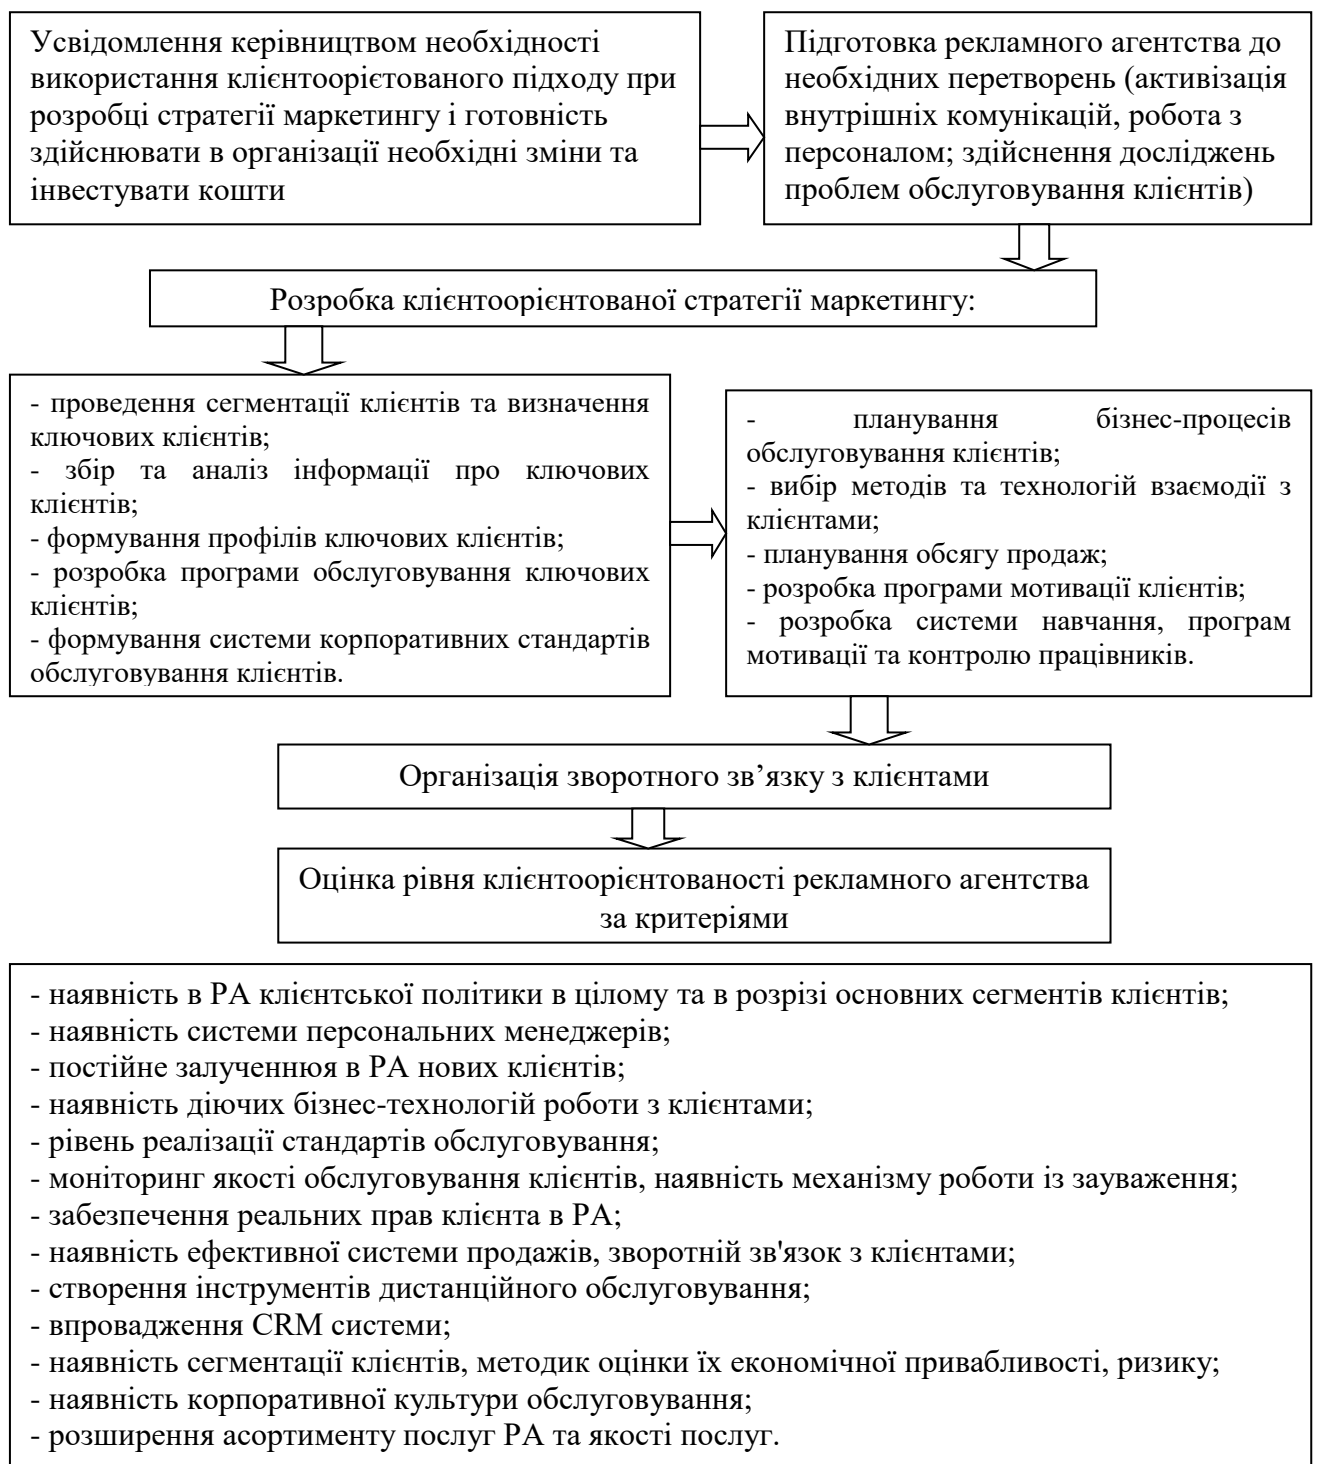 Усвідомлення керівництвом необхідності
використання клієнтоорієтованого підходу при
розробці стратегії маркетингу і готовність
здійснювати в організації необхідні зміни та
інвестувати кошти
Підготовка рекламного агентства до
необхідних перетворень (активізація
внутрішніх комунікацій, робота з
персоналом; здійснення досліджень
проблем обслуговування клієнтів)
Розробка клієнтоорієнтованої стратегії маркетингу:
- проведення сегментації клієнтів та визначення
ключових клієнтів;
- збір та аналіз інформації про ключових
клієнтів;
- формування профілів ключових клієнтів;
- розробка програми обслуговування ключових
клієнтів;
- формування системи корпоративних стандартів
обслуговування клієнтів.
- планування бізнес-процесів
обслуговування клієнтів;
- вибір методів та технологій взаємодії з
клієнтами;
- планування обсягу продаж;
- розробка програми мотивації клієнтів;
- розробка системи навчання, програм
мотивації та контролю працівників.
Організація зворотного зв’язку з клієнтами
Оцінка рівня клієнтоорієнтованості рекламного агентства
за критеріями
- наявність в РА клієнтської політики в цілому та в розрізі основних сегментів клієнтів;
- наявність системи персональних менеджерів;
- постійне залученнюя в РА нових клієнтів;
- наявність діючих бізнес-технологій роботи з клієнтами;
- рівень реалізації стандартів обслуговування;
- моніторинг якості обслуговування клієнтів, наявність механізму роботи із зауваження;
- забезпечення реальних прав клієнта в РА;
- наявність ефективної системи продажів, зворотній зв'язок з клієнтами;
- створення інструментів дистанційного обслуговування;
- впровадження CRM системи;
- наявність сегментації клієнтів, методик оцінки їх економічної привабливості, ризику;
- наявність корпоративної культури обслуговування;
- розширення асортименту послуг РА та якості послуг.